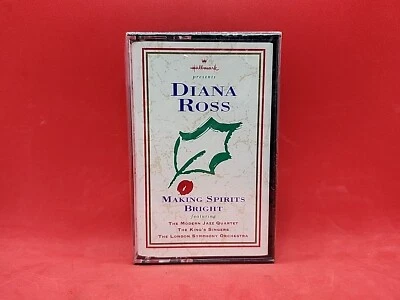 Hallmark
presents
DIANA
ROSS
MAKING SPIRITS
BRIGHT
featuring
THE MODERN JAZZ QUARTET
THE KING'S SINGERS
THE LONDON SYMPHONY ORCHESTRA